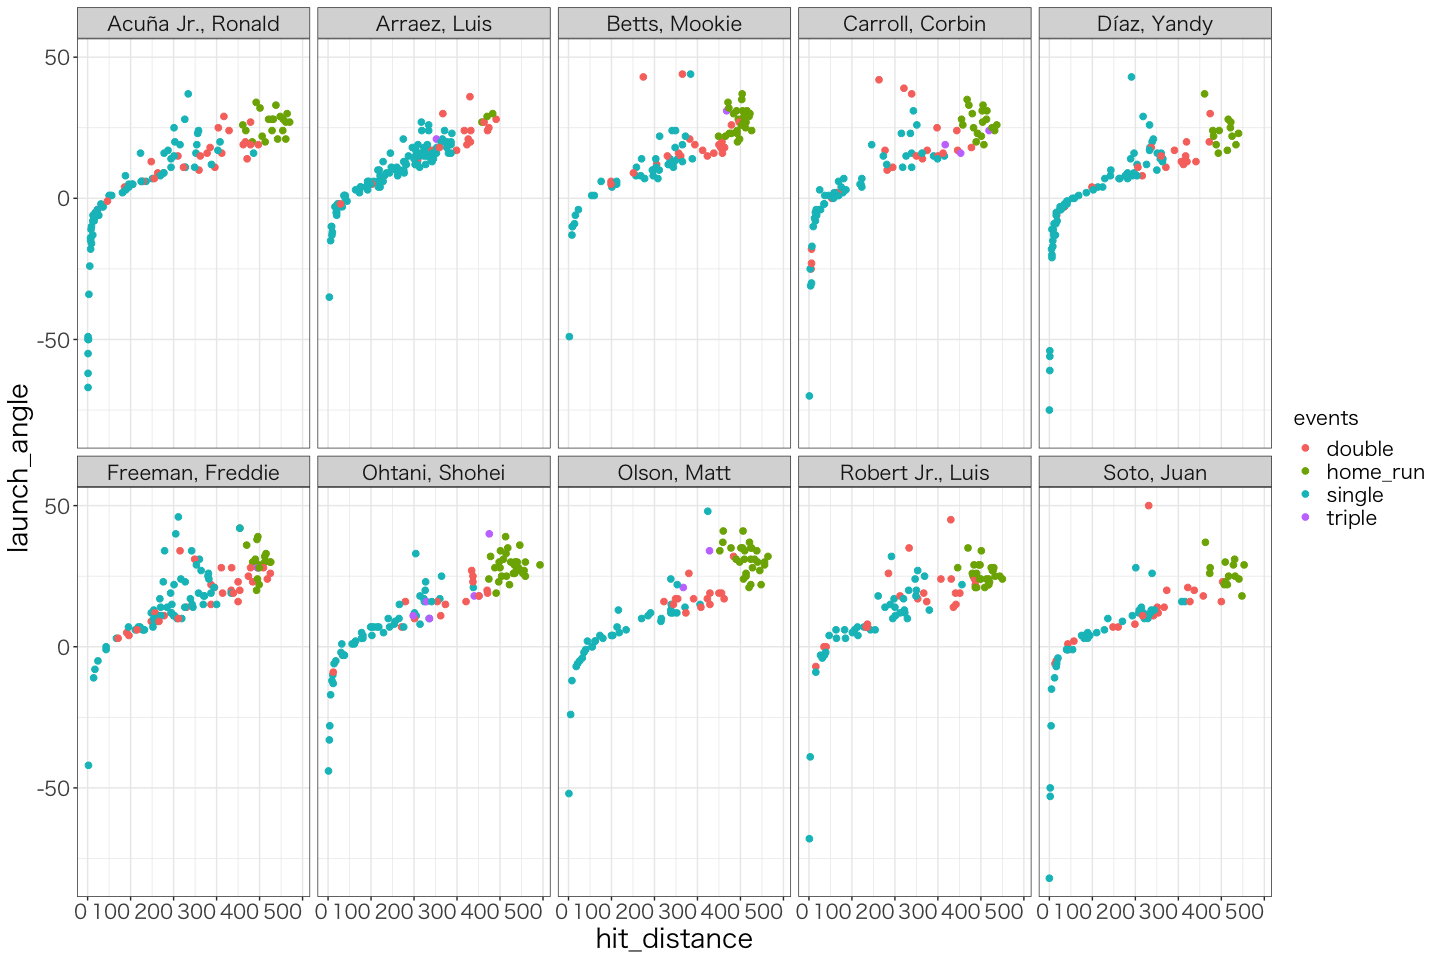 Acuña Jr., Ronald
Arraez, Luis
Betts, Mookie
Carroll, Corbin
Díaz, Yandy
50
0
-50
Freeman, Freddie
Ohtani, Shohei
Olson, Matt
Robert Jr., Luis
Soto, Juan
50
0
-50
launch_angle
0 100 200 300 400 500
0 100 200 300 400 500
0 100 200 300 400 500
0 100 200 300 400 500
0 100 200 300 400 500
hit_distance
events
double
home_run
single
triple